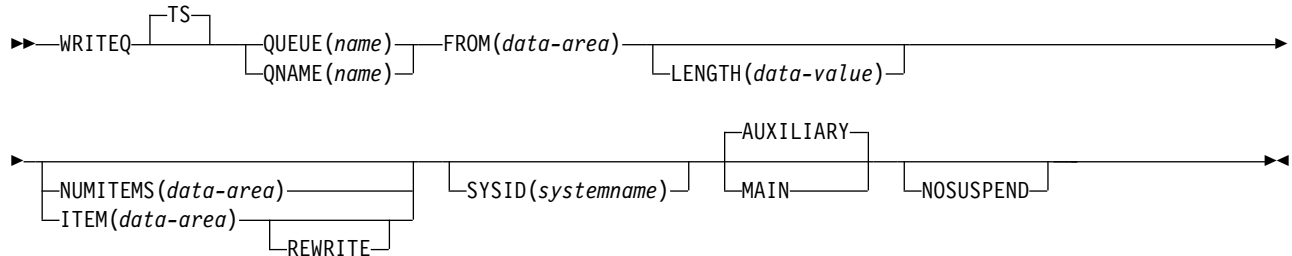 TS
WRITEQ QUEUE(name) FROM(data-area)
QNAME(name) LENGTH(data-value)
AUXILIARY
NUMITEMS(data-area) SYSID(systemname) MAIN NOSUSPEND
ITEM(data-area)
REWRITE